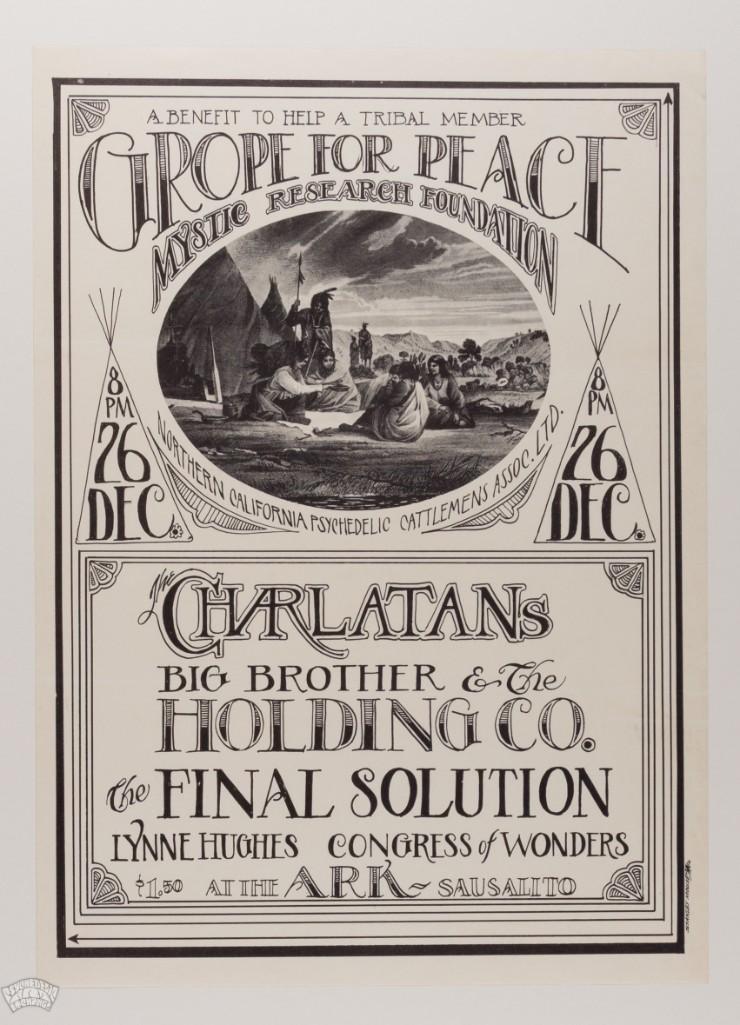 A BENEFIT TO HELP A TRIBAL MEMBER
GROPE FOR PEACE
MYSTIC RESEARCH FOUNDATION
8
PM
26
DEC.
8
PM
26
DEC.
NORTHERN CALIFORNIA PSYCHEDELIC CATTLEMENS ASSOC. LTD.
The CHARLATANS
BIG BROTHER & The
HOLDING CO.
the FINAL SOLUTION
LYNNE HUGHES CONGRESS of WONDERS
$1.50 AT THE ARK~ SAUSALITO